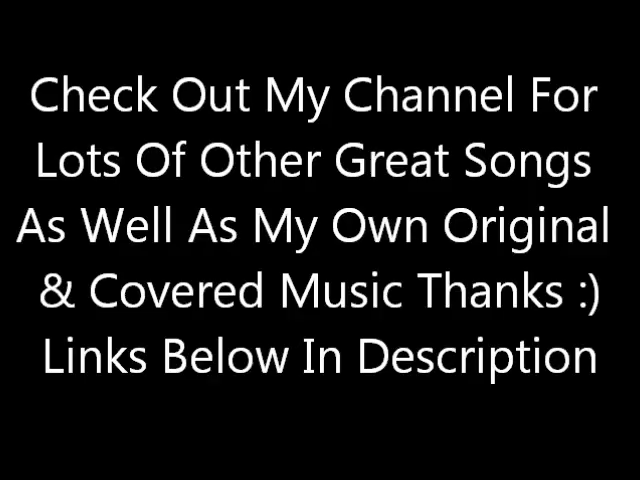 Check Out My Channel For
Lots Of Other Great Songs
As Well As My Own Original
& Covered Music Thanks :)
Links Below In Description